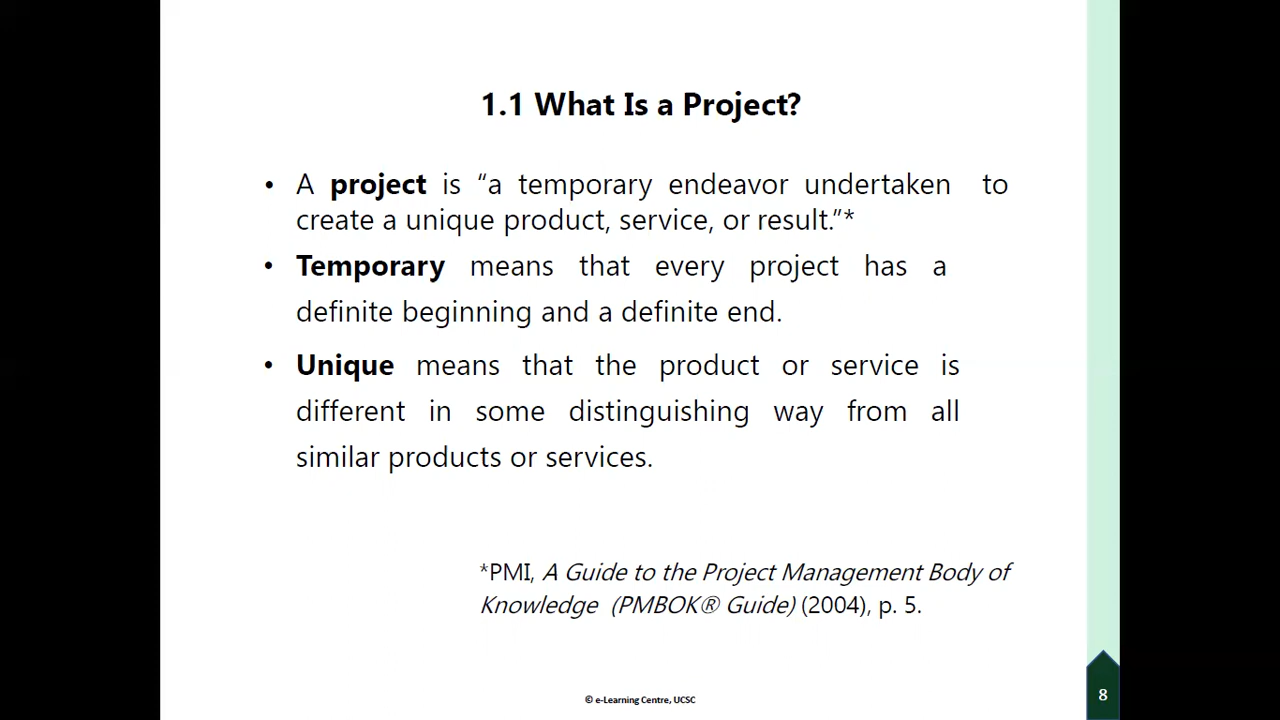 1.1 What Is a Project?
• A project is “a temporary endeavor undertaken to
create a unique product, service, or result.”*
• Temporary means that every project has a
definite beginning and a definite end.
• Unique means that the product or service is
different in some distinguishing way from all
similar products or services.
*PMI, A Guide to the Project Management Body of
Knowledge (PMBOK® Guide) (2004), p. 5.
© e-Learning Centre, UCSC
8